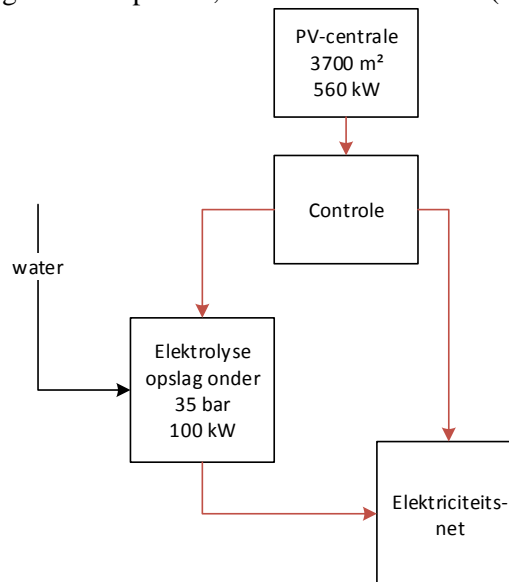 PV-centrale
3700 m²
560 kW
Controle
water
Elektrolyse
opslag onder
35 bar
100 kW
Elektriciteits-
net